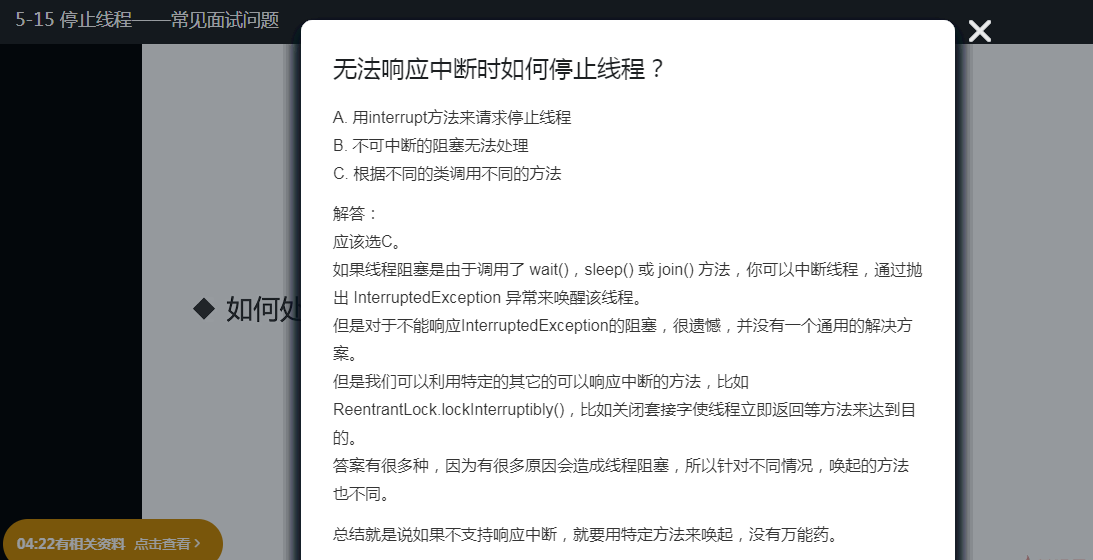 5-15 停止线程——常见面试问题
无法响应中断时如何停止线程？
A. 用interrupt方法来请求停止线程
B. 不可中断的阻塞无法处理
C. 根据不同的类调用不同的方法
解答：
应该选C。
如果线程阻塞是由于调用了 wait()，sleep() 或 join() 方法，你可以中断线程，通过抛
出 InterruptedException 异常来唤醒该线程。
但是对于不能响应InterruptedException的阻塞，很遗憾，并没有一个通用的解决方
案。
但是我们可以利用特定的其它的可以响应中断的方法，比如
ReentrantLock.lockInterruptibly()，比如关闭套接字使线程立即返回等方法来达到目
的。
答案有很多种，因为有很多原因会造成线程阻塞，所以针对不同情况，唤起的方法
也不同。
总结就是说如果不支持响应中断，就要用特定方法来唤起，没有万能药。
◆ 如何处
04:22有相关资料 点击查看 >